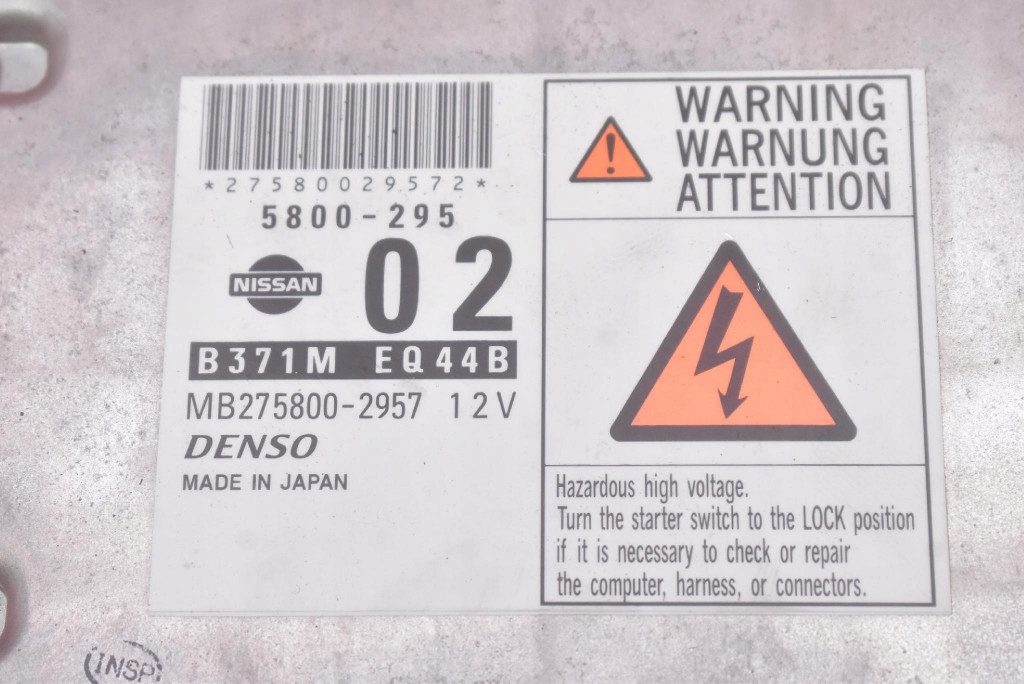 *27580029572*
5800-295
NISSAN
02
B371M EQ44B
MB275800-2957 12V
DENSO
MADE IN JAPAN
WARNING
WARNUNG
ATTENTION
Hazardous high voltage.
Turn the starter switch to the LOCK position
if it is necessary to check or repair
the computer, harness, or connectors.
INSP.